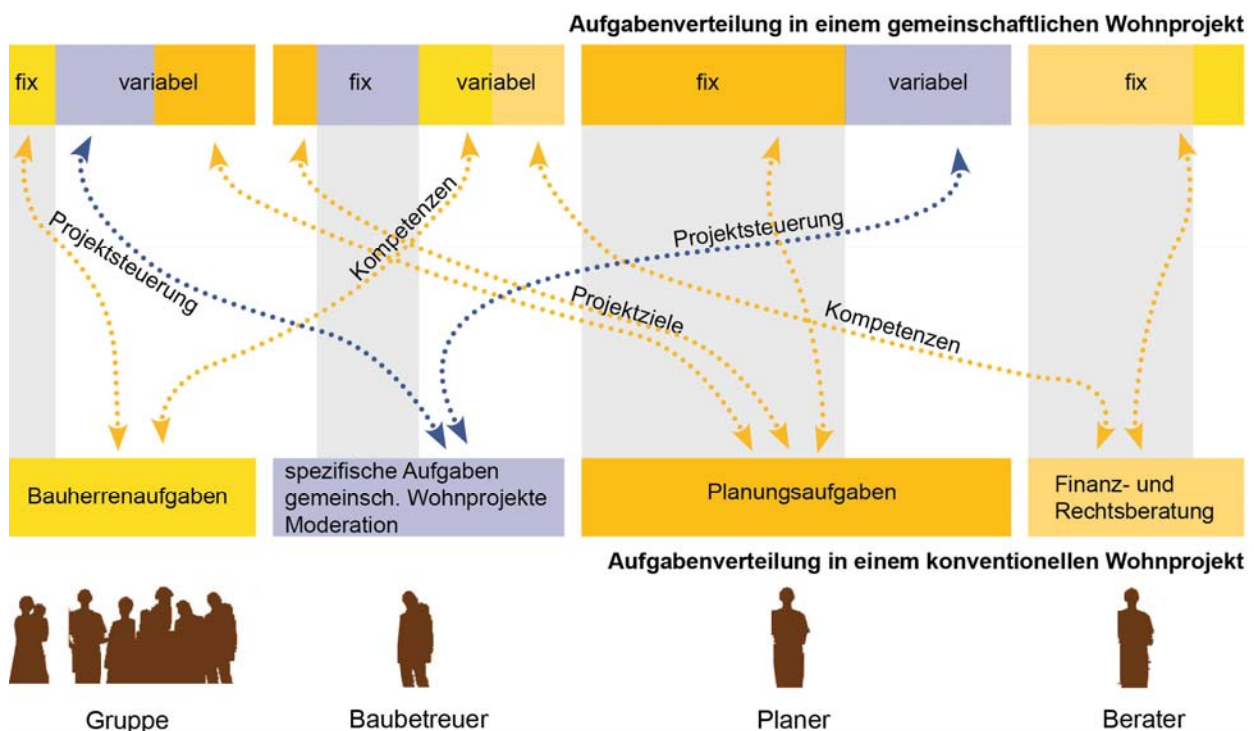 Aufgabenverteilung in einem gemeinschaftlichen Wohnprojekt
fix variabel fix variabel fix variabel fix
Projektsteuerung
Kompetenzen
Projektziele
Projektsteuerung
Kompetenzen
Bauherrenaufgaben
spezifische Aufgaben
gemeinsch. Wohnprojekte
Moderation
Planungsaufgaben
Finanz- und
Rechtsberatung
Aufgabenverteilung in einem konventionellen Wohnprojekt
Gruppe Baubetreuer Planer Berater